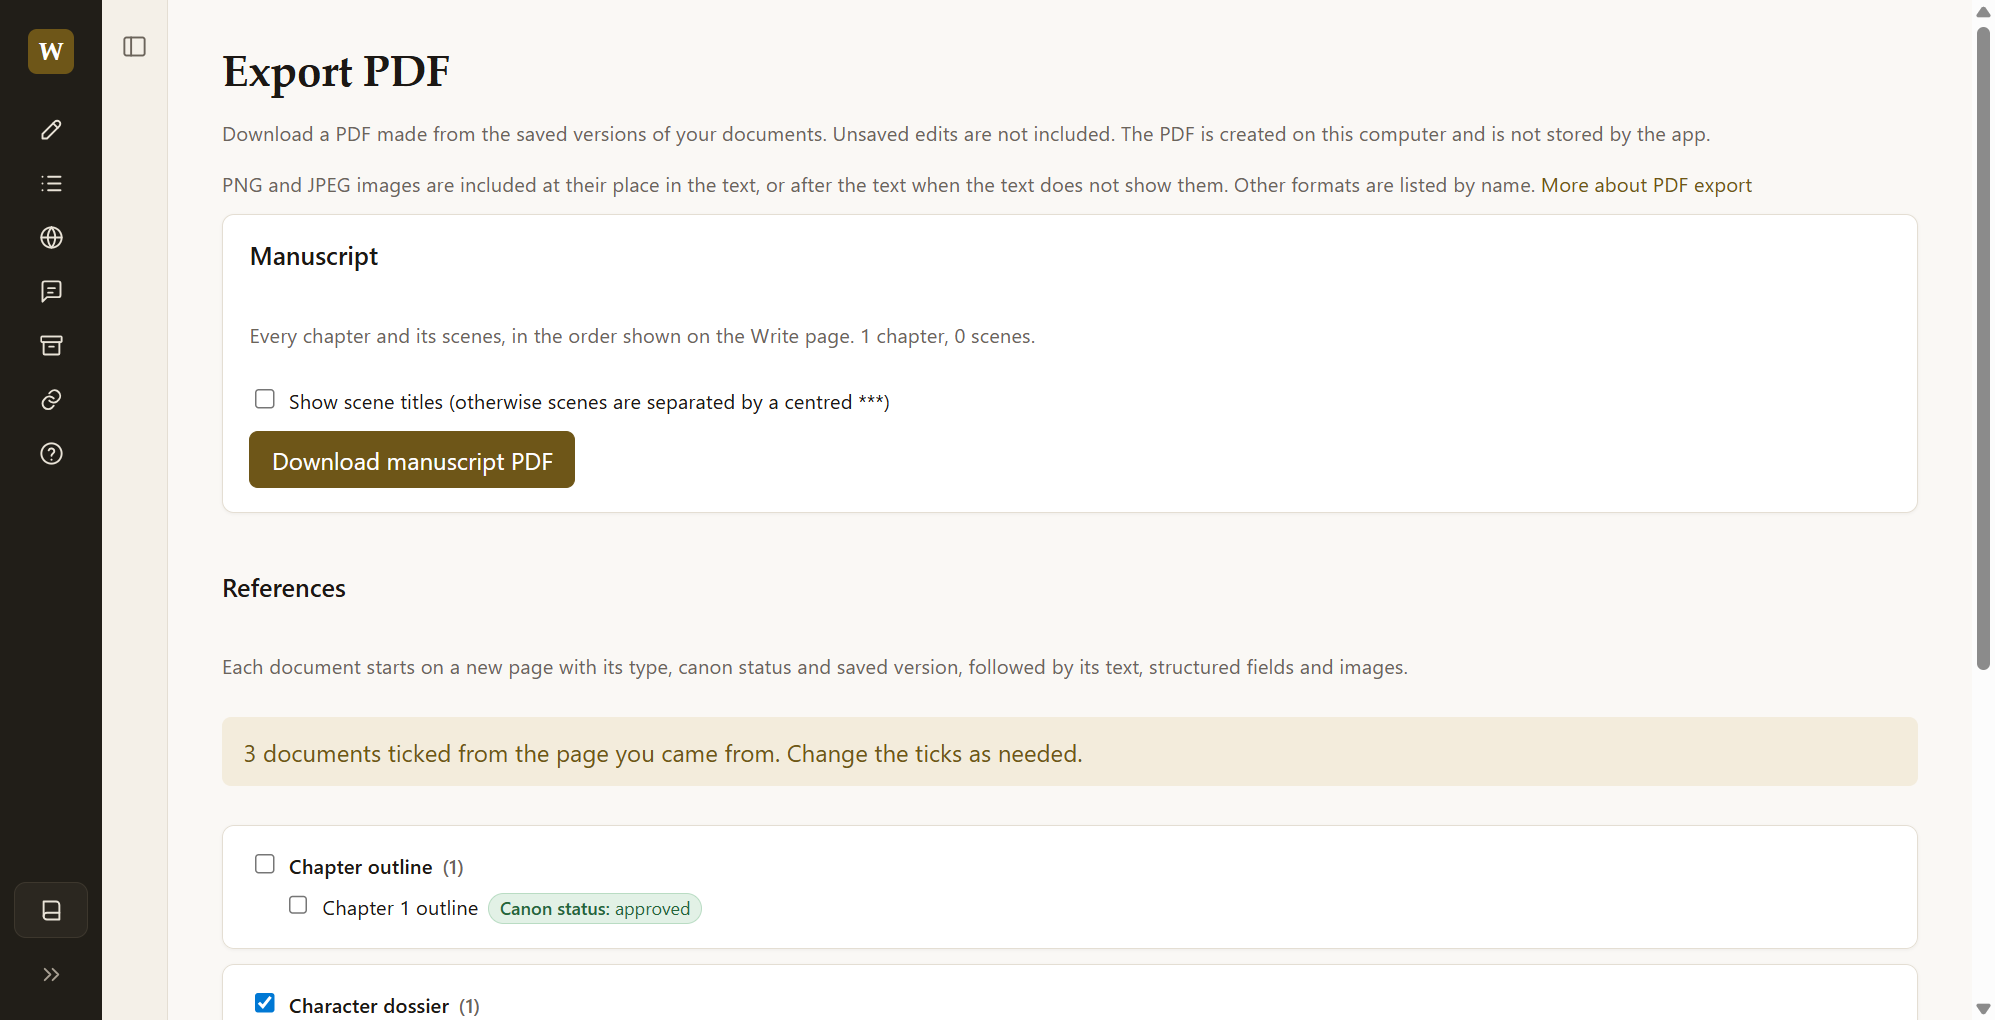 W
Export PDF
Download a PDF made from the saved versions of your documents. Unsaved edits are not included. The PDF is created on this computer and is not stored by the app.
PNG and JPEG images are included at their place in the text, or after the text when the text does not show them. Other formats are listed by name. More about PDF export
Manuscript
Every chapter and its scenes, in the order shown on the Write page. 1 chapter, 0 scenes.
Show scene titles (otherwise scenes are separated by a centred ***)
Download manuscript PDF
References
Each document starts on a new page with its type, canon status and saved version, followed by its text, structured fields and images.
3 documents ticked from the page you came from. Change the ticks as needed.
Chapter outline (1)
Chapter 1 outline Canon status: approved
Character dossier (1)